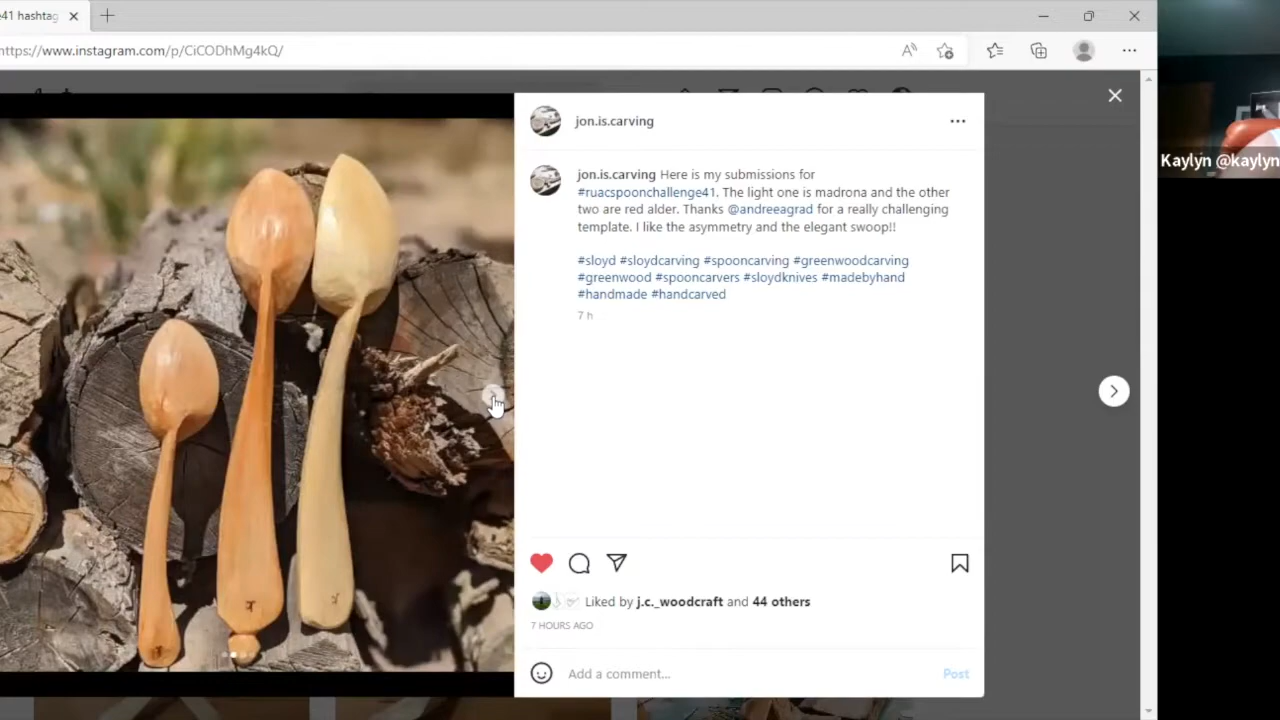 41 hashtag
https://www.instagram.com/p/CiCODhMg4kQ/
jon.is.carving
jon.is.carving Here is my submissions for
#ruacspoonchallenge41. The light one is madrona and the other
two are red alder. Thanks @andreeagrad for a really challenging
template. I like the asymmetry and the elegant swoop!!
#sloyd #sloydcarving #spooncarving #greenwoodcarving
#greenwood #spooncarvers #sloydknives #madebyhand
#handmade #handcarved
7 h
Liked by j.c._woodcraft and 44 others
7 HOURS AGO
Add a comment...
Post
Kaylyn @kaylyn